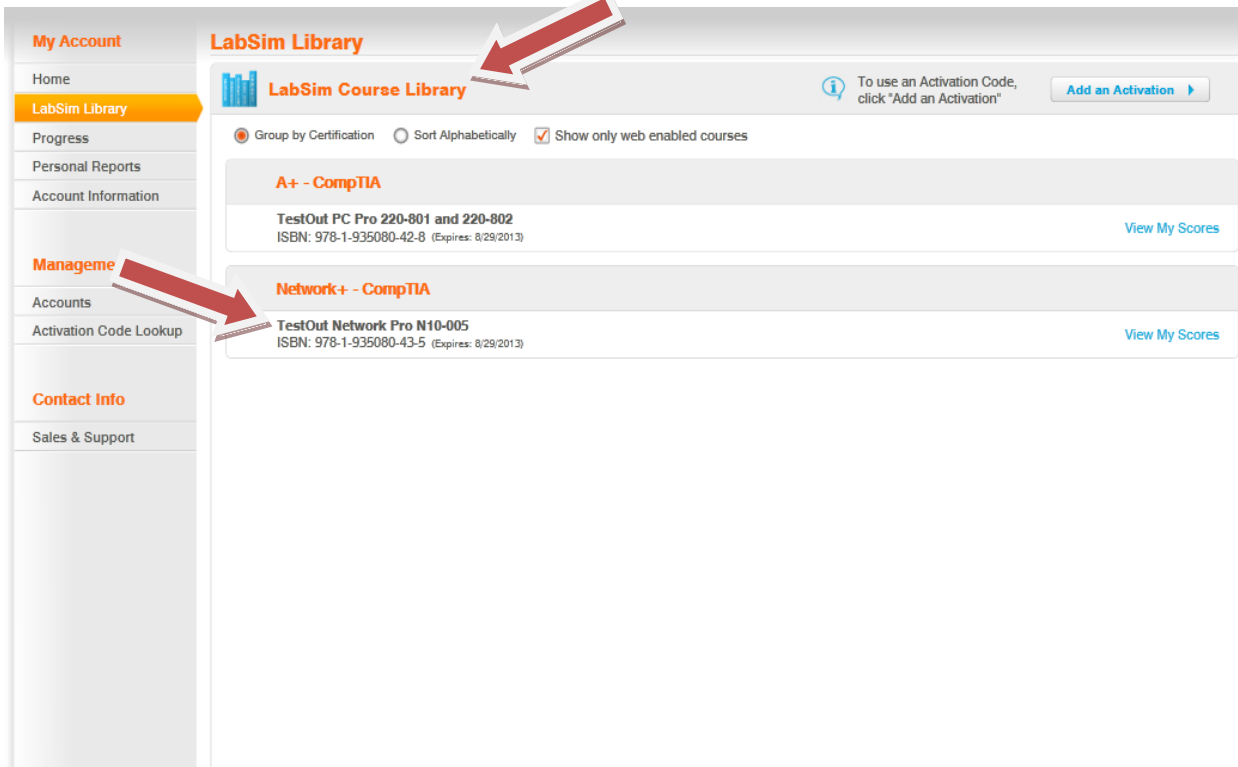 My Account
Home
LabSim Library
Progress
Personal Reports
Account Information
Accounts
Activation Code Lookup
Contact Info
Sales & Support
LabSim Library
LabSim Course Library
To use an Activation Code,
click "Add an Activation"
Add an Activation
Group by Certification
Sort Alphabetically
Show only web enabled courses
A+ - CompTIA
TestOut PC Pro 220-801 and 220-802
ISBN: 978-1-935080-42-8 (Expires: 8/29/2013)
View My Scores
Network+ - CompTIA
TestOut Network Pro N10-005
ISBN: 978-1-935080-43-5 (Expires: 8/29/2013)
View My Scores